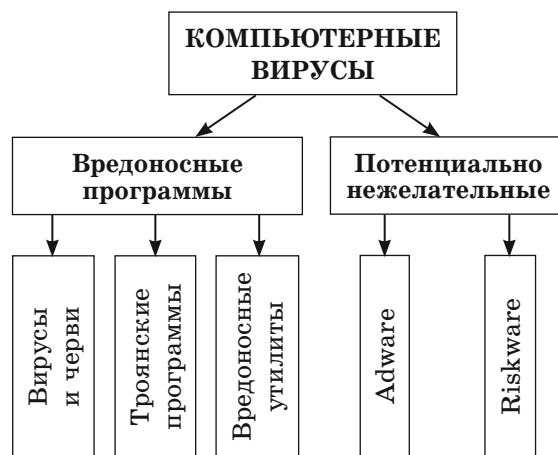 КОМПЬЮТЕРНЫЕ
ВИРУСЫ
Вредоносные
программы
Потенциально
нежелательные
Вирусы
и черви
Троянские
программы
Вредоносные
утилиты
Adware
Riskware